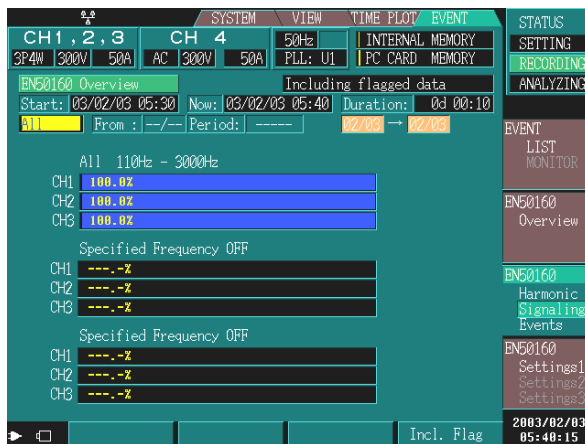 SYSTEM VIEW TIME PLOT EVENT
CH1,2,3 CH 4 50Hz INTERNAL MEMORY
3P4W 300V 50A AC 300V 50A PLL: U1 PC CARD MEMORY
EN50160 Overview Including flagged data
Start: 03/02/03 05:30 Now: 03/02/03 05:40 Duration: 0d 00:10
All From : --/-- Period: ----- 02/03 → 02/03
All 110Hz - 3000Hz
CH1 100.0%
CH2 100.0%
CH3 100.0%
Specified Frequency OFF
CH1 ---.-%
CH2 ---.-%
CH3 ---.-%
Specified Frequency OFF
CH1 ---.-%
CH2 ---.-%
CH3 ---.-%
Incl. Flag
STATUS
SETTING
RECORDING
ANALYZING
EVENT
LIST
MONITOR
EN50160
Overview
EN50160
Harmonic
Signaling
Events
EN50160
Settings1
Settings2
Settings3
2003/02/03
05:40:15